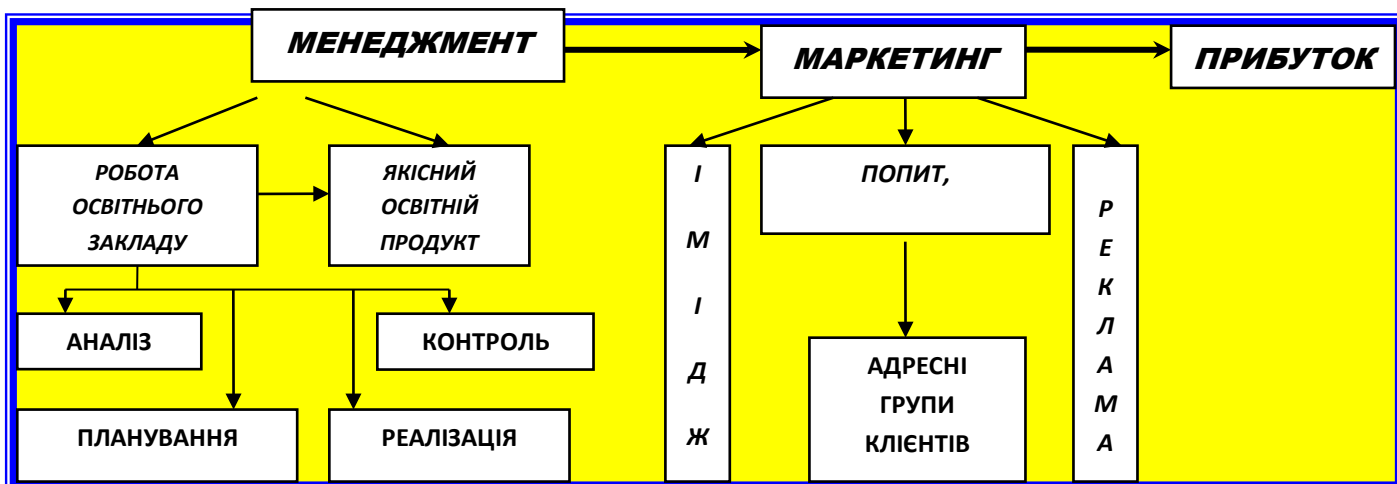 МЕНЕДЖМЕНТ
МАРКЕТИНГ
ПРИБУТОК
РОБОТА
ОСВІТНЬОГО
ЗАКЛАДУ
ЯКІСНИЙ
ОСВІТНІЙ
ПРОДУКТ
АНАЛІЗ
КОНТРОЛЬ
ПЛАНУВАННЯ
РЕАЛІЗАЦІЯ
І
М
І
Д
Ж
ПОПИТ,
АДРЕСНІ
ГРУПИ
КЛІЄНТІВ
Р
Е
К
Л
А
М
А